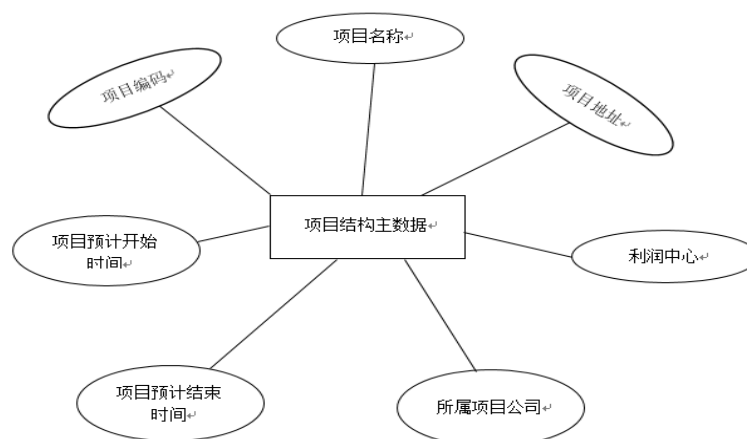 项目名称
项目编码
项目地址
项目结构主数据
项目预计开始
时间
利润中心
项目预计结束
时间
所属项目公司